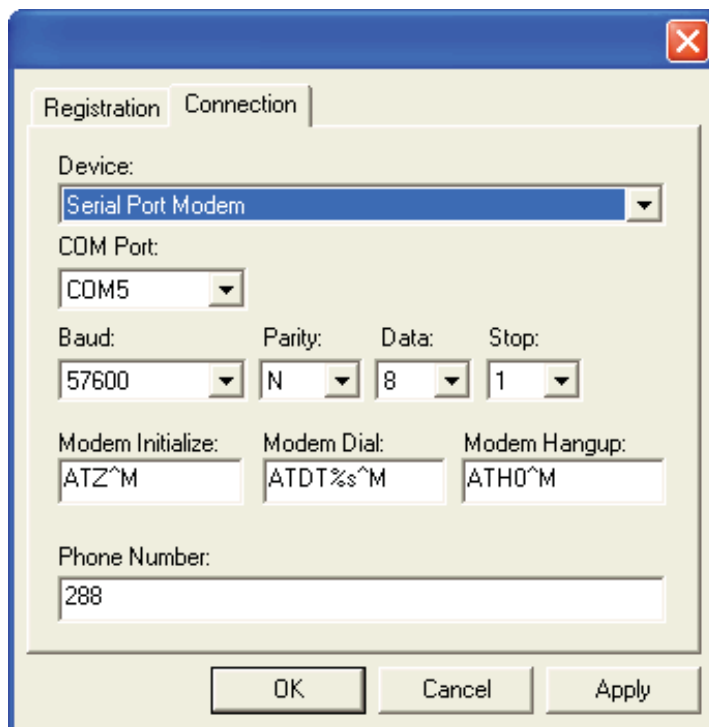 Registration Connection
Device:
Serial Port Modem
COM Port:
COM5
Baud: Parity: Data: Stop:
57600 N 8 1
Modem Initialize: Modem Dial: Modem Hangup:
ATZ^M ATDT%s^M ATH0^M
Phone Number:
288
OK Cancel Apply